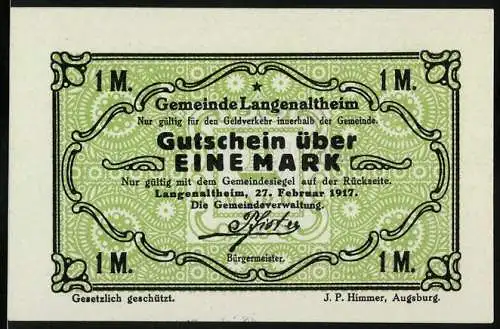 1 M. 1 M.
★
Gemeinde Langenaltheim
Nur gültig für den Geldverkehr innerhalb der Gemeinde.
Gutschein über
EINE MARK
Nur gültig mit dem Gemeindesiegel auf der Rückseite.
Langenaltheim, 27. Februar 1917.
Die Gemeindeverwaltung.
Pfister
Bürgermeister.
1 M. 1 M.
Gesetzlich geschützt. J. P. Himmer, Augsburg.